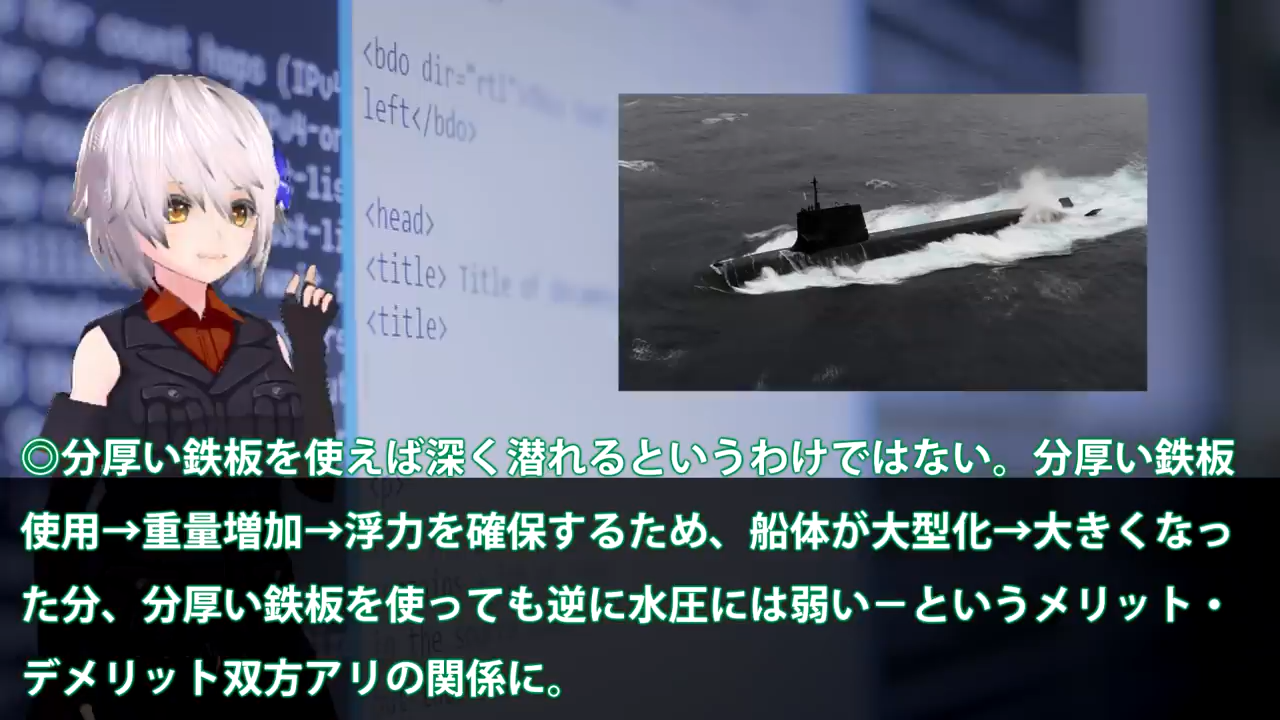 for count hops (IPv4
<bdo dir="rtl">
left</bdo>
<head>
<title> Title of
<title>
<p>
◎分厚い鉄板を使えば深く潜れるというわけではない。分厚い鉄板
使用→重量増加→浮力を確保するため、船体が大型化→大きくなっ
た分、分厚い鉄板を使っても逆に水圧には弱い－というメリット・
デメリット双方アリの関係に。